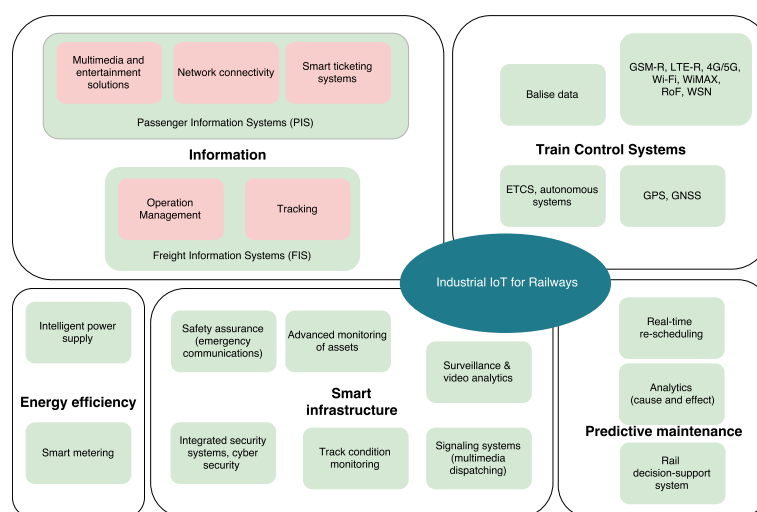 Multimedia and
entertainment
solutions
Network connectivity
Smart ticketing
systems
Passenger Information Systems (PIS)
Information
Operation
Management
Tracking
Freight Information Systems (FIS)
Balise data
GSM-R, LTE-R, 4G/5G,
Wi-Fi, WiMAX,
RoF, WSN
Train Control Systems
ETCS, autonomous
systems
GPS, GNSS
Industrial IoT for Railways
Intelligent power
supply
Energy efficiency
Smart metering
Safety assurance
(emergency
communications)
Advanced monitoring
of assets
Surveillance &
video analytics
Smart
infrastructure
Integrated security
systems, cyber
security
Track condition
monitoring
Signaling systems
(multimedia
dispatching)
Real-time
re-scheduling
Analytics
(cause and effect)
Predictive maintenance
Rail
decision-support
system